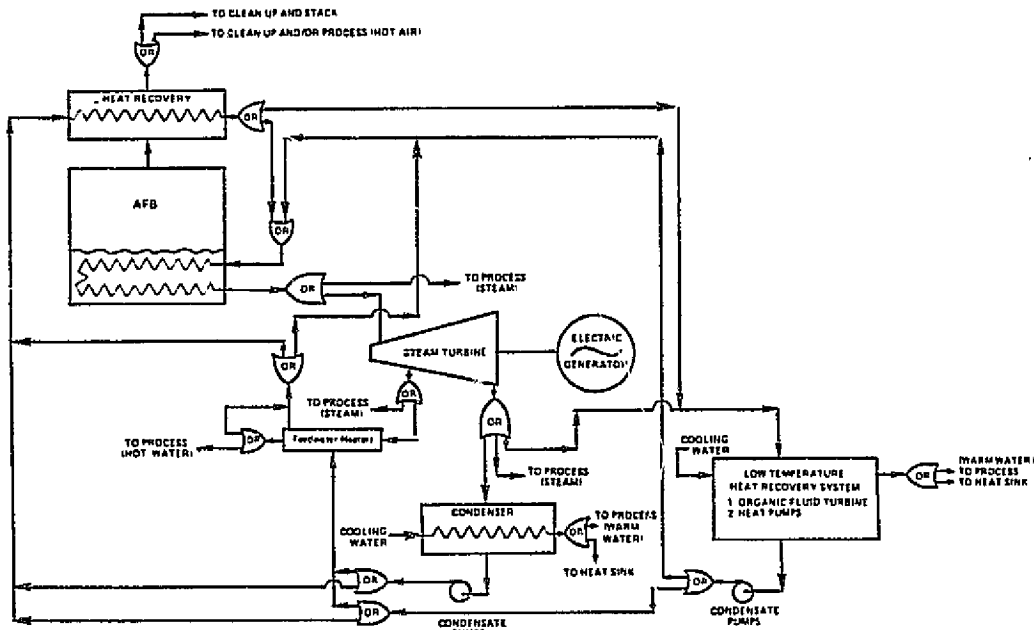 TO CLEAN UP AND STACK
TO CLEAN UP AND/OR PROCESS (HOT AIR)
OR
HEAT RECOVERY
OR
AFB
OR
OR
TO PROCESS
(STEAM)
STEAM TURBINE
ELECTRIC
GENERATOR
OR
OR
TO PROCESS
(STEAM)
OR
OR
Feedwater Heaters
TO PROCESS
(HOT WATER)
TO PROCESS
(STEAM)
COOLING
WATER
LOW TEMPERATURE
HEAT RECOVERY SYSTEM
1 ORGANIC FLUID TURBINE
2 HEAT PUMPS
OR
(WARM WATER)
TO PROCESS
TO HEAT SINK
CONDENSER
COOLING
WATER
OR
TO PROCESS
(WARM
WATER)
TO HEAT SINK
OR
OR
CONDENSATE
OR
CONDENSATE
PUMPS